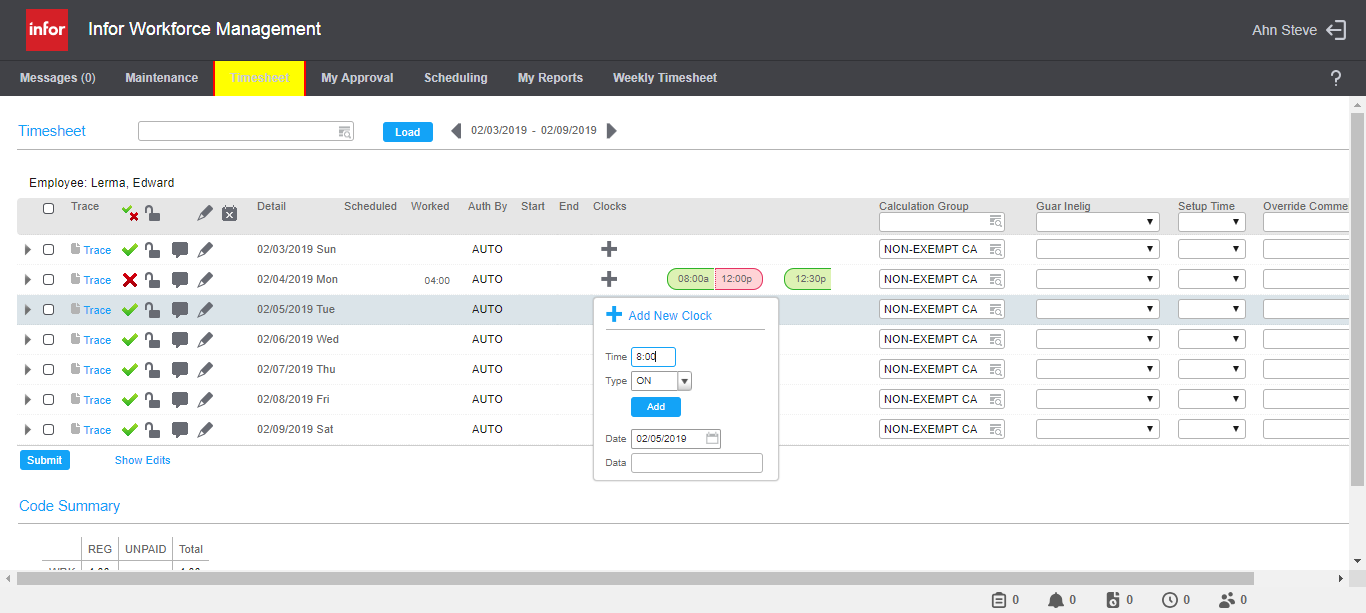 infor Infor Workforce Management Ahn Steve
Messages (0) Maintenance Timesheet My Approval Scheduling My Reports Weekly Timesheet ?
Timesheet Load 02/03/2019 - 02/09/2019
Employee: Lerma, Edward
Trace Detail Scheduled Worked Auth By Start End Clocks Calculation Group Guar Inelig Setup Time Override Comme
Trace 02/03/2019 Sun AUTO NON-EXEMPT CA
Trace 02/04/2019 Mon 04:00 AUTO 08:00a 12:00p 12:30p NON-EXEMPT CA
Trace 02/05/2019 Tue AUTO NON-EXEMPT CA
Trace 02/06/2019 Wed AUTO NON-EXEMPT CA
Trace 02/07/2019 Thu AUTO NON-EXEMPT CA
Trace 02/08/2019 Fri AUTO NON-EXEMPT CA
Trace 02/09/2019 Sat AUTO NON-EXEMPT CA
Add New Clock
Time 8:00
Type ON
Add
Date 02/05/2019
Data
Submit Show Edits
Code Summary
REG UNPAID Total
0 0 0 0 0